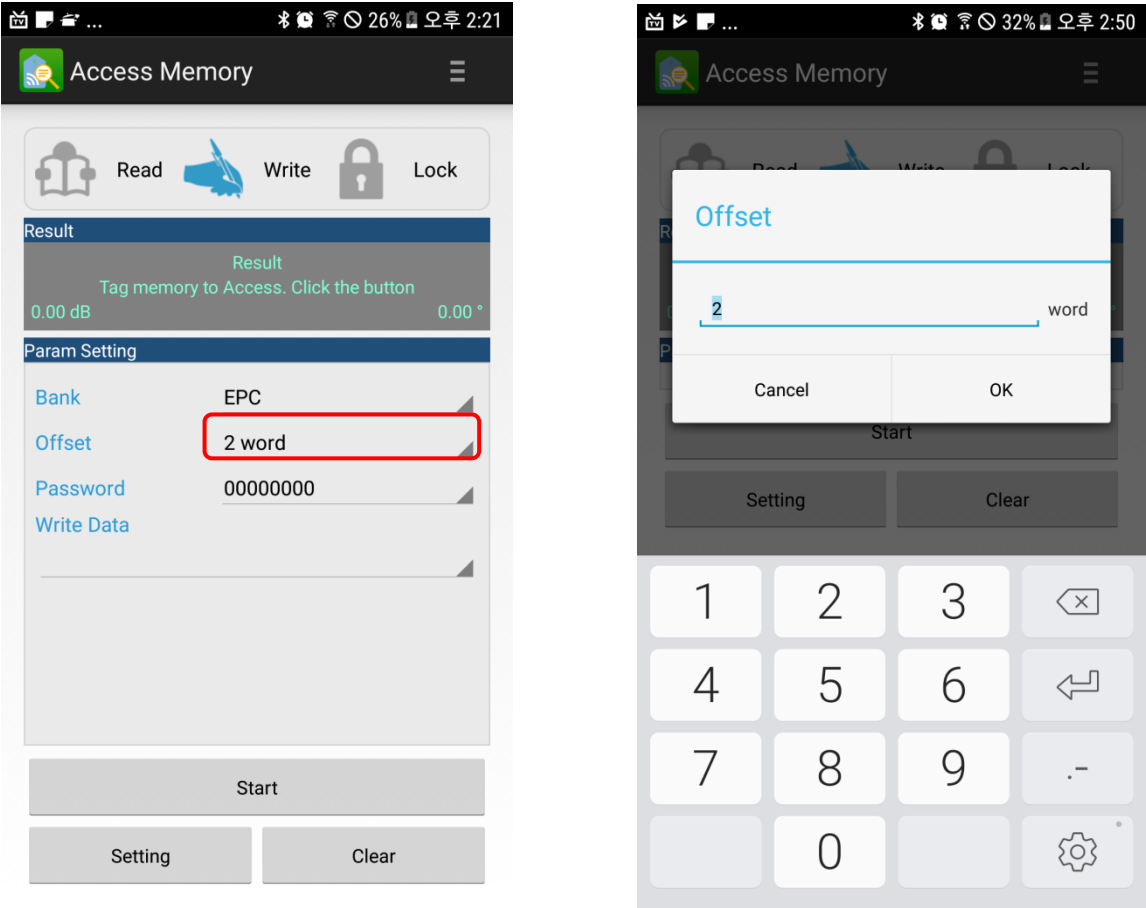 ... 26% 오후 2:21
Access Memory
Read Write Lock
Result
Result
Tag memory to Access. Click the button
0.00 dB 0.00 °
Param Setting
Bank EPC
Offset 2 word
Password 00000000
Write Data
Start
Setting Clear
... 32% 오후 2:50
Access Memory
Read Write Lock
Offset
2 word
Cancel OK
Start
Setting Clear
1 2 3
4 5 6
7 8 9 .-
0